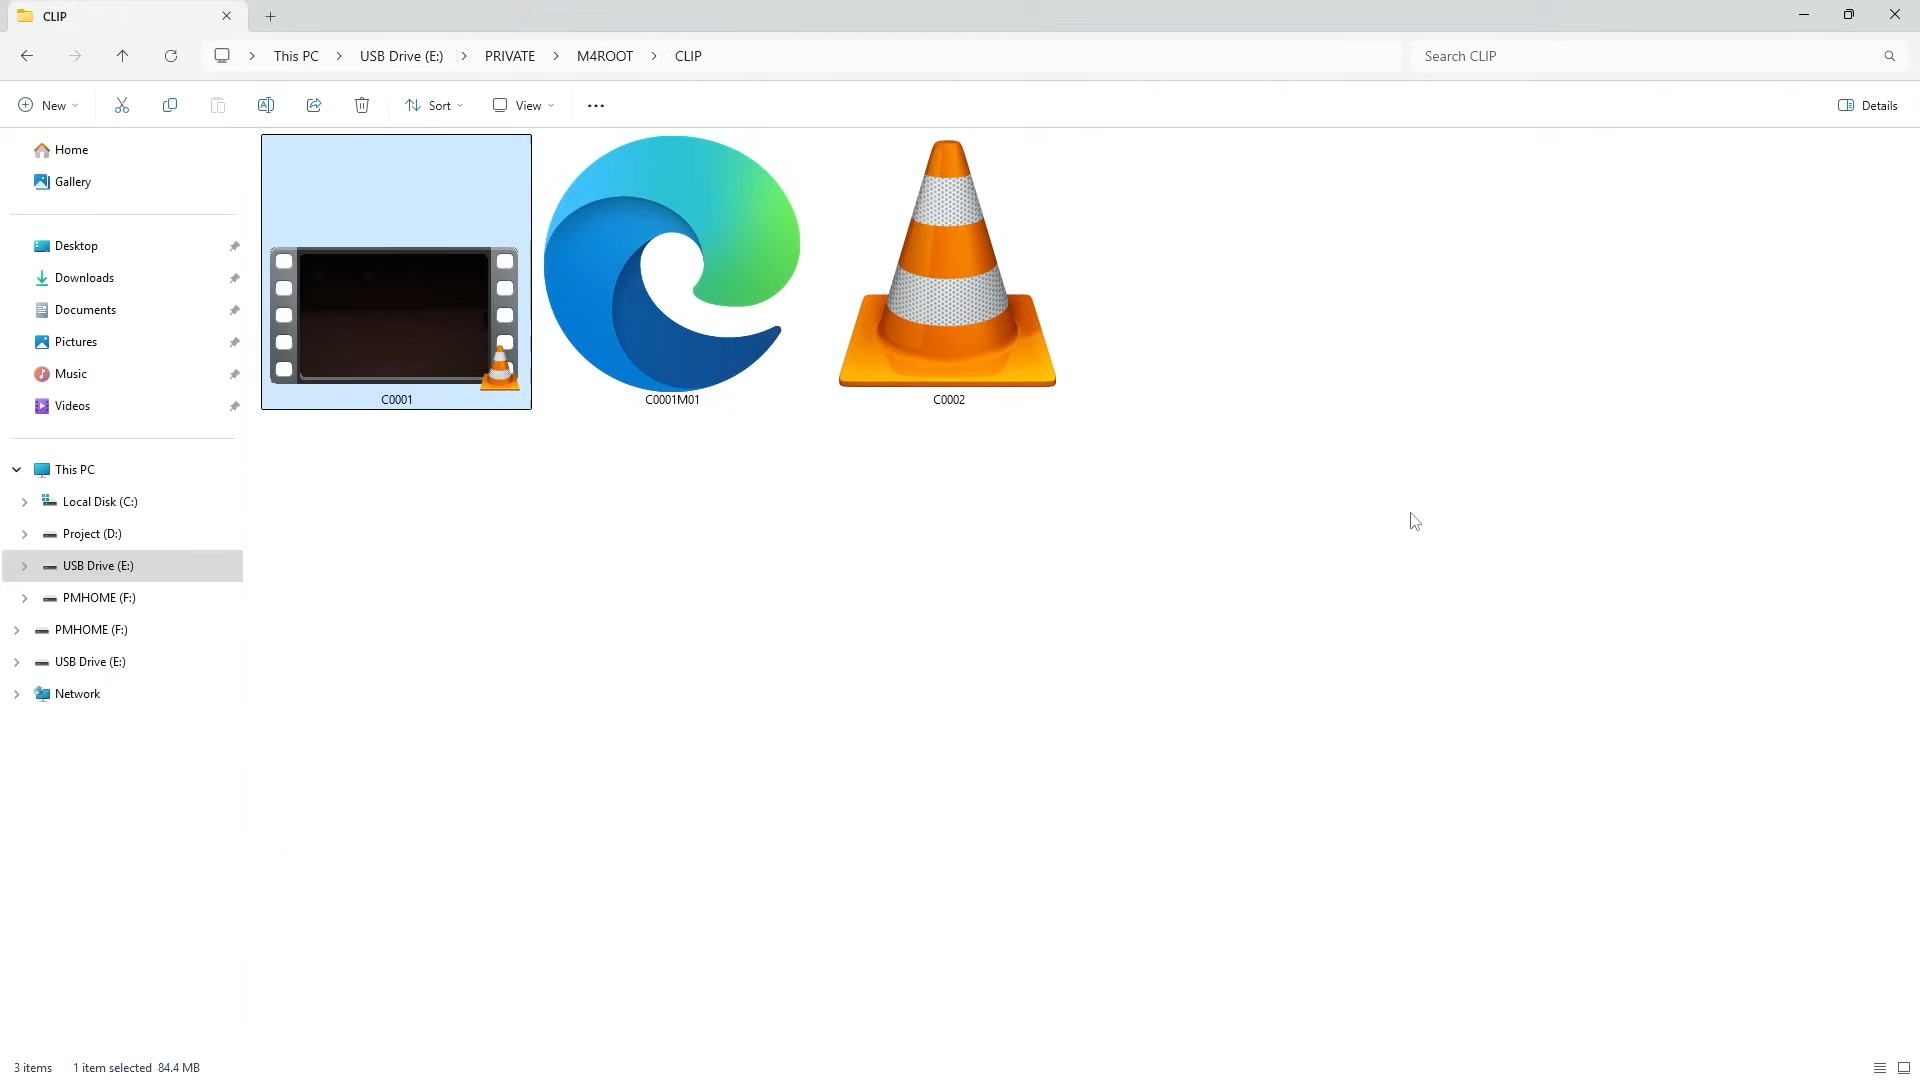 CLIP
This PC
USB Drive (E:)
PRIVATE
M4ROOT
CLIP
Search CLIP
New
Sort
View
Details
Home
Gallery
Desktop
Downloads
Documents
Pictures
Music
Videos
This PC
Local Disk (C:)
Project (D:)
USB Drive (E:)
PMHOME (F:)
PMHOME (F:)
USB Drive (E:)
Network
C0001
C0001M01
C0002
3 items
1 item selected 84.4 MB